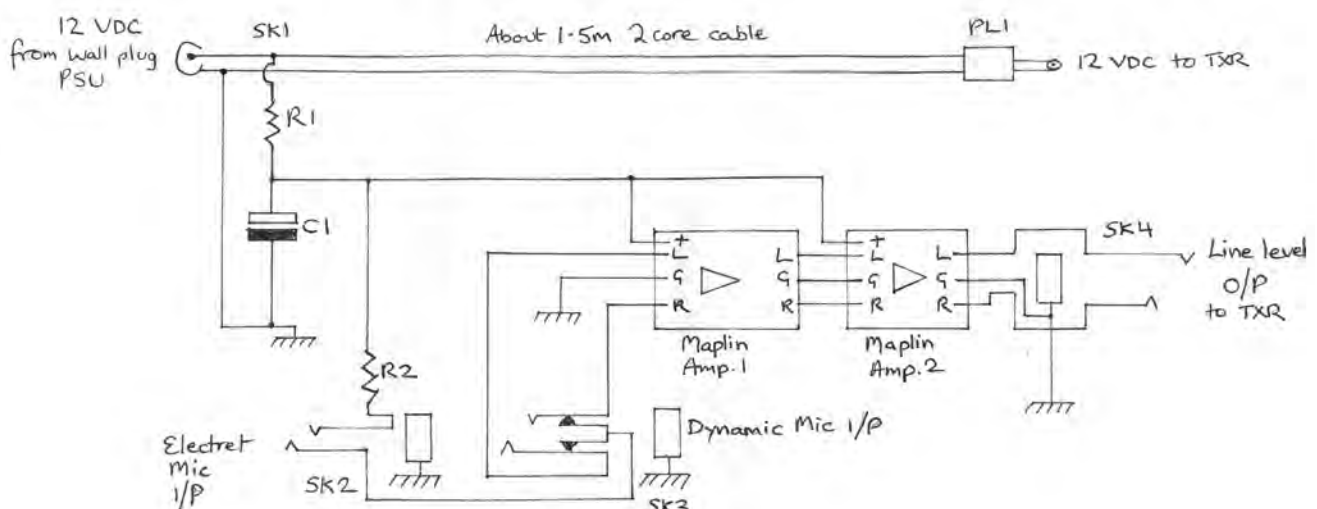 12 VDC
from wall plug
PSU
SK1
About 1.5m 2 core cable
PL1
12 VDC to TXR
R1
C1
+
L
G
R
L
G
R
Maplin
Amp.1
+
L
G
R
L
G
R
Maplin
Amp.2
SK4
Line level
O/P
to TXR
R2
Electret
Mic
I/P
SK2
Dynamic Mic I/P
SK3